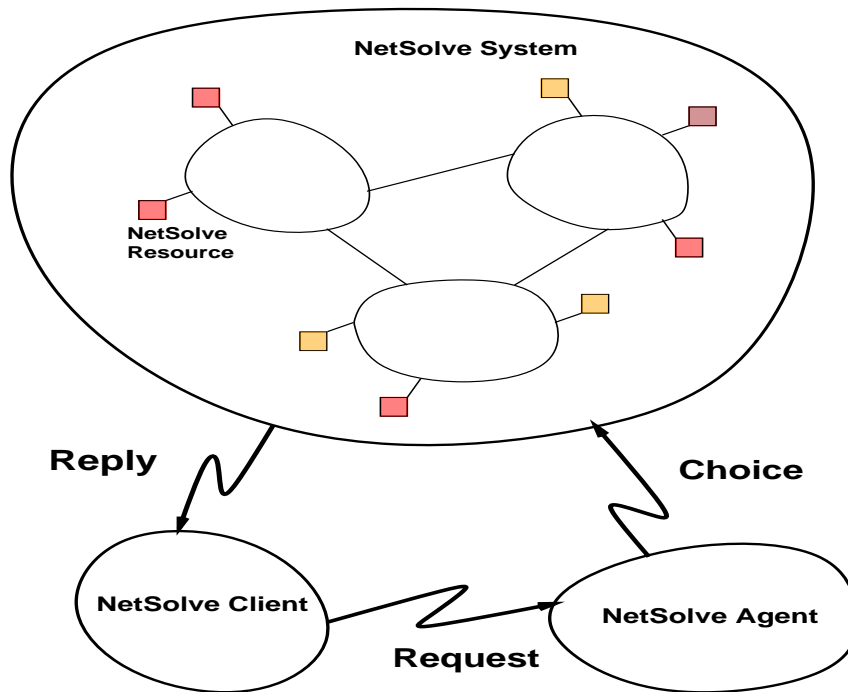 NetSolve System
NetSolve
Resource
Reply
Choice
NetSolve Client
NetSolve Agent
Request